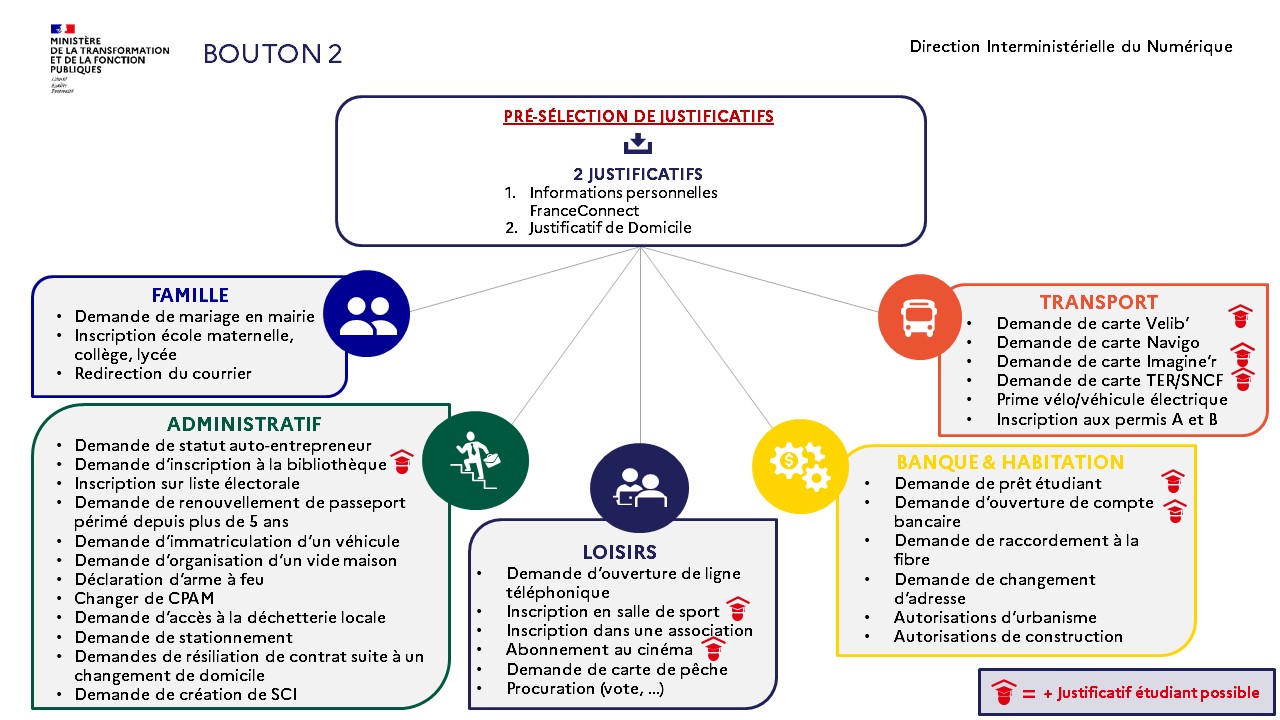 MINISTÈRE
DE LA TRANSFORMATION
ET DE LA FONCTION
PUBLIQUES
Liberté
Égalité
Fraternité
BOUTON 2
Direction Interministérielle du Numérique
PRÉ-SÉLECTION DE JUSTIFICATIFS
2 JUSTIFICATIFS
1. Informations personnelles
FranceConnect
2. Justificatif de Domicile
FAMILLE
• Demande de mariage en mairie
• Inscription école maternelle,
collège, lycée
• Redirection du courrier
TRANSPORT
• Demande de carte Velib’
• Demande de carte Navigo
• Demande de carte Imagine’r
• Demande de carte TER/SNCF
• Prime vélo/véhicule électrique
• Inscription aux permis A et B
ADMINISTRATIF
• Demande de statut auto-entrepreneur
• Demande d’inscription à la bibliothèque
• Inscription sur liste électorale
• Demande de renouvellement de passeport
périmé depuis plus de 5 ans
• Demande d’immatriculation d’un véhicule
• Demande d’organisation d’un vide maison
• Déclaration d’arme à feu
• Changer de CPAM
• Demande d’accès à la déchetterie locale
• Demande de stationnement
• Demandes de résiliation de contrat suite à un
changement de domicile
• Demande de création de SCI
LOISIRS
• Demande d’ouverture de ligne
téléphonique
• Inscription en salle de sport
• Inscription dans une association
• Abonnement au cinéma
• Demande de carte de pêche
• Procuration (vote, …)
$
BANQUE & HABITATION
• Demande de prêt étudiant
• Demande d’ouverture de compte
bancaire
• Demande de raccordement à la
fibre
• Demande de changement
d’adresse
• Autorisations d’urbanisme
• Autorisations de construction
= + Justificatif étudiant possible